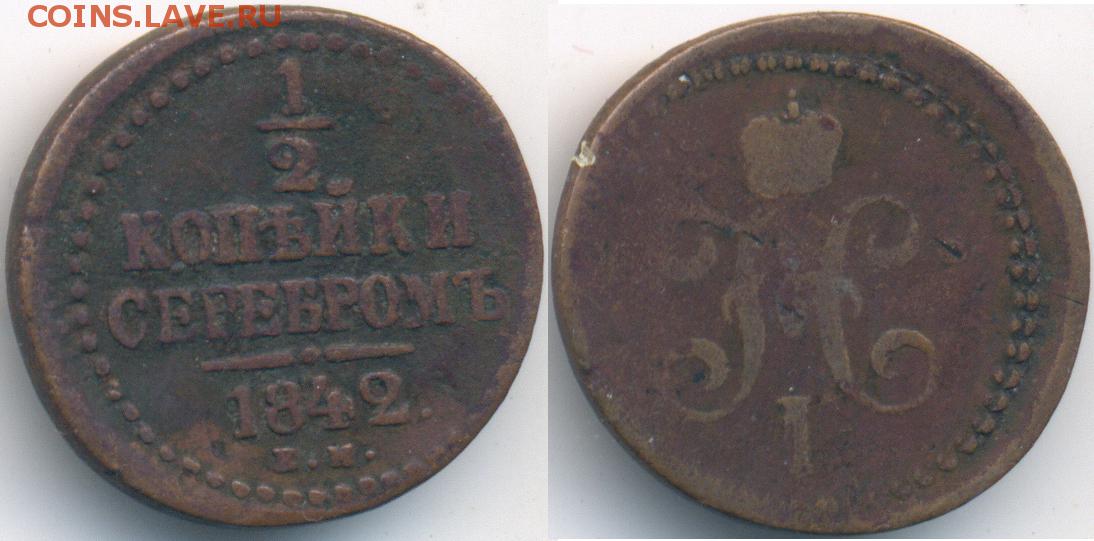 COINS.LAVE.RU
1
2.
КОПѢЙКИ
СЕРЕБРОМЪ
1842.
Н
I